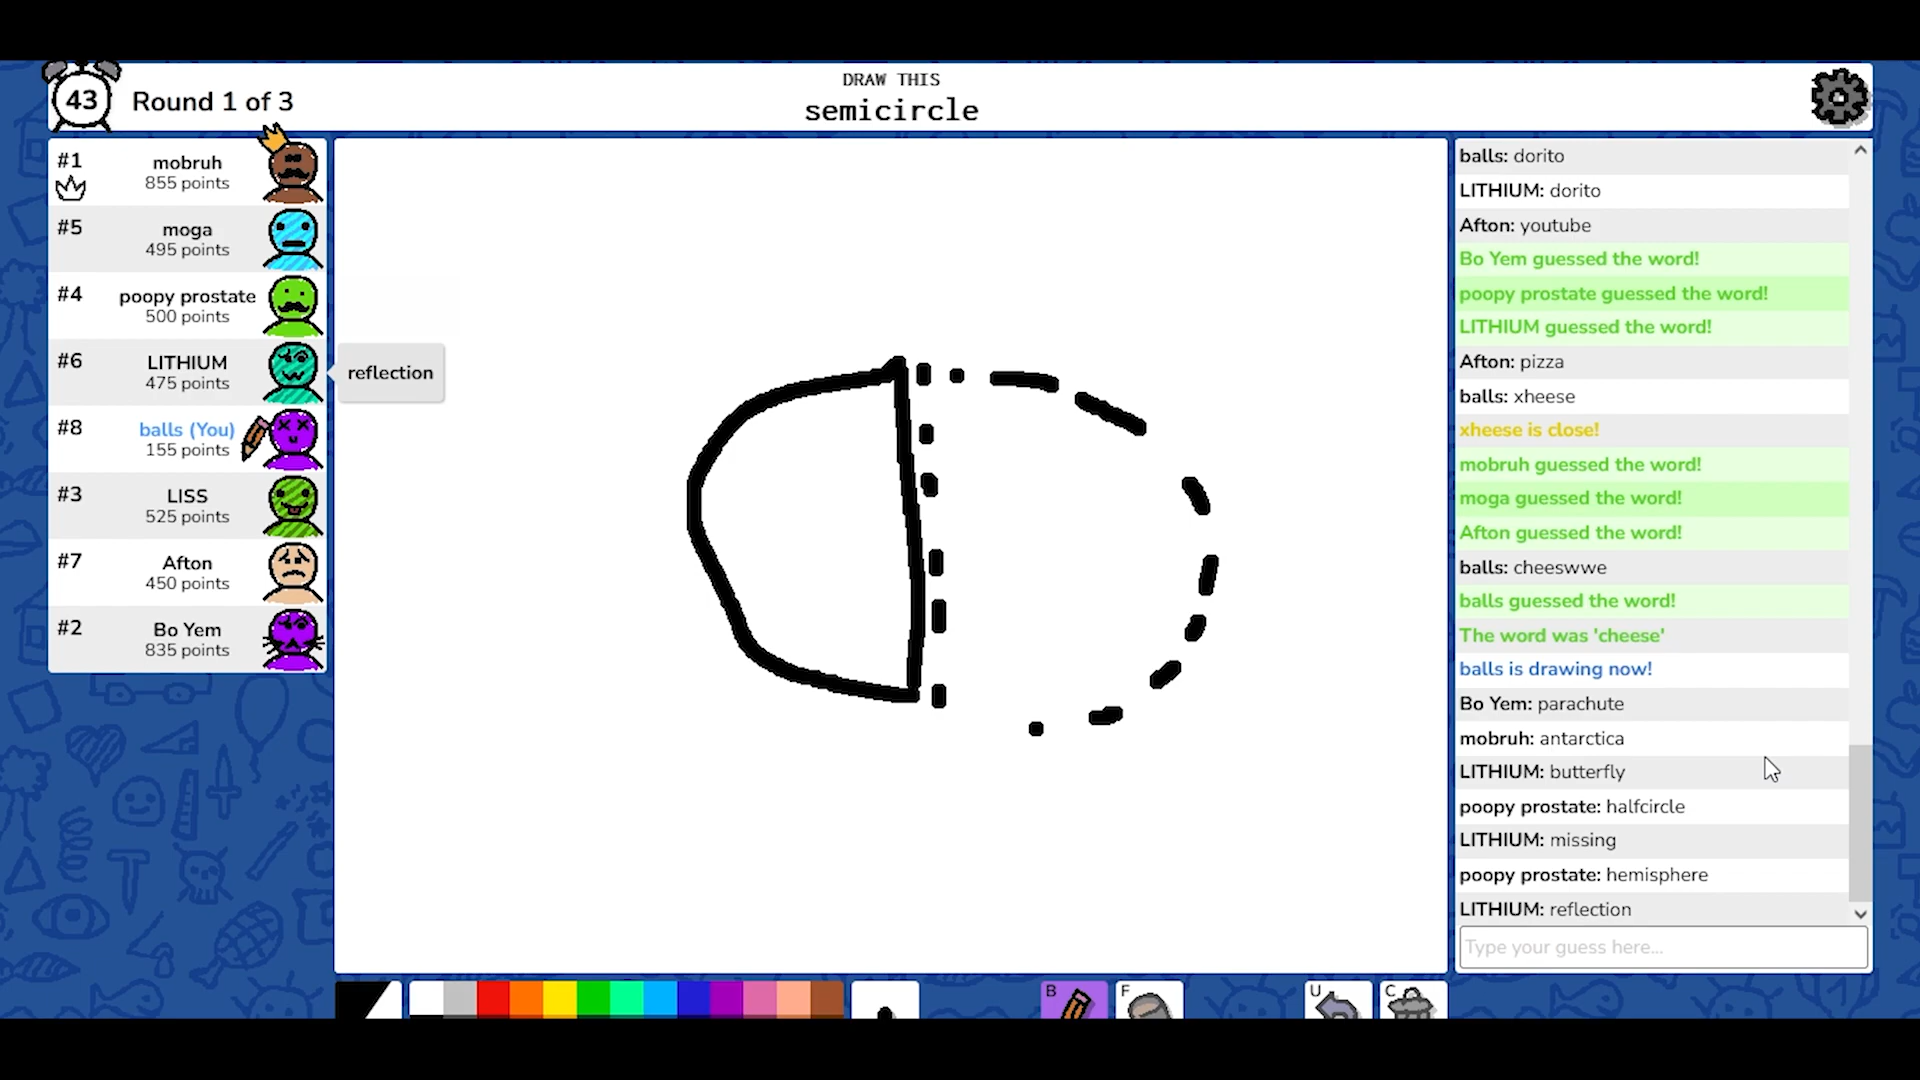 43
Round 1 of 3
DRAW THIS
semicircle
#1
mobruh
855 points
#5
moga
495 points
#4
poopy prostate
500 points
#6
LITHIUM
475 points
reflection
#8
balls (You)
155 points
#3
LISS
525 points
#7
Afton
450 points
#2
Bo Yem
835 points
balls: dorito
LITHIUM: dorito
Afton: youtube
Bo Yem guessed the word!
poopy prostate guessed the word!
LITHIUM guessed the word!
Afton: pizza
balls: xheese
xheese is close!
mobruh guessed the word!
moga guessed the word!
Afton guessed the word!
balls: cheeswwe
balls guessed the word!
The word was 'cheese'
balls is drawing now!
Bo Yem: parachute
mobruh: antarctica
LITHIUM: butterfly
poopy prostate: halfcircle
LITHIUM: missing
poopy prostate: hemisphere
LITHIUM: reflection
Type your guess here...
B
F
U
C